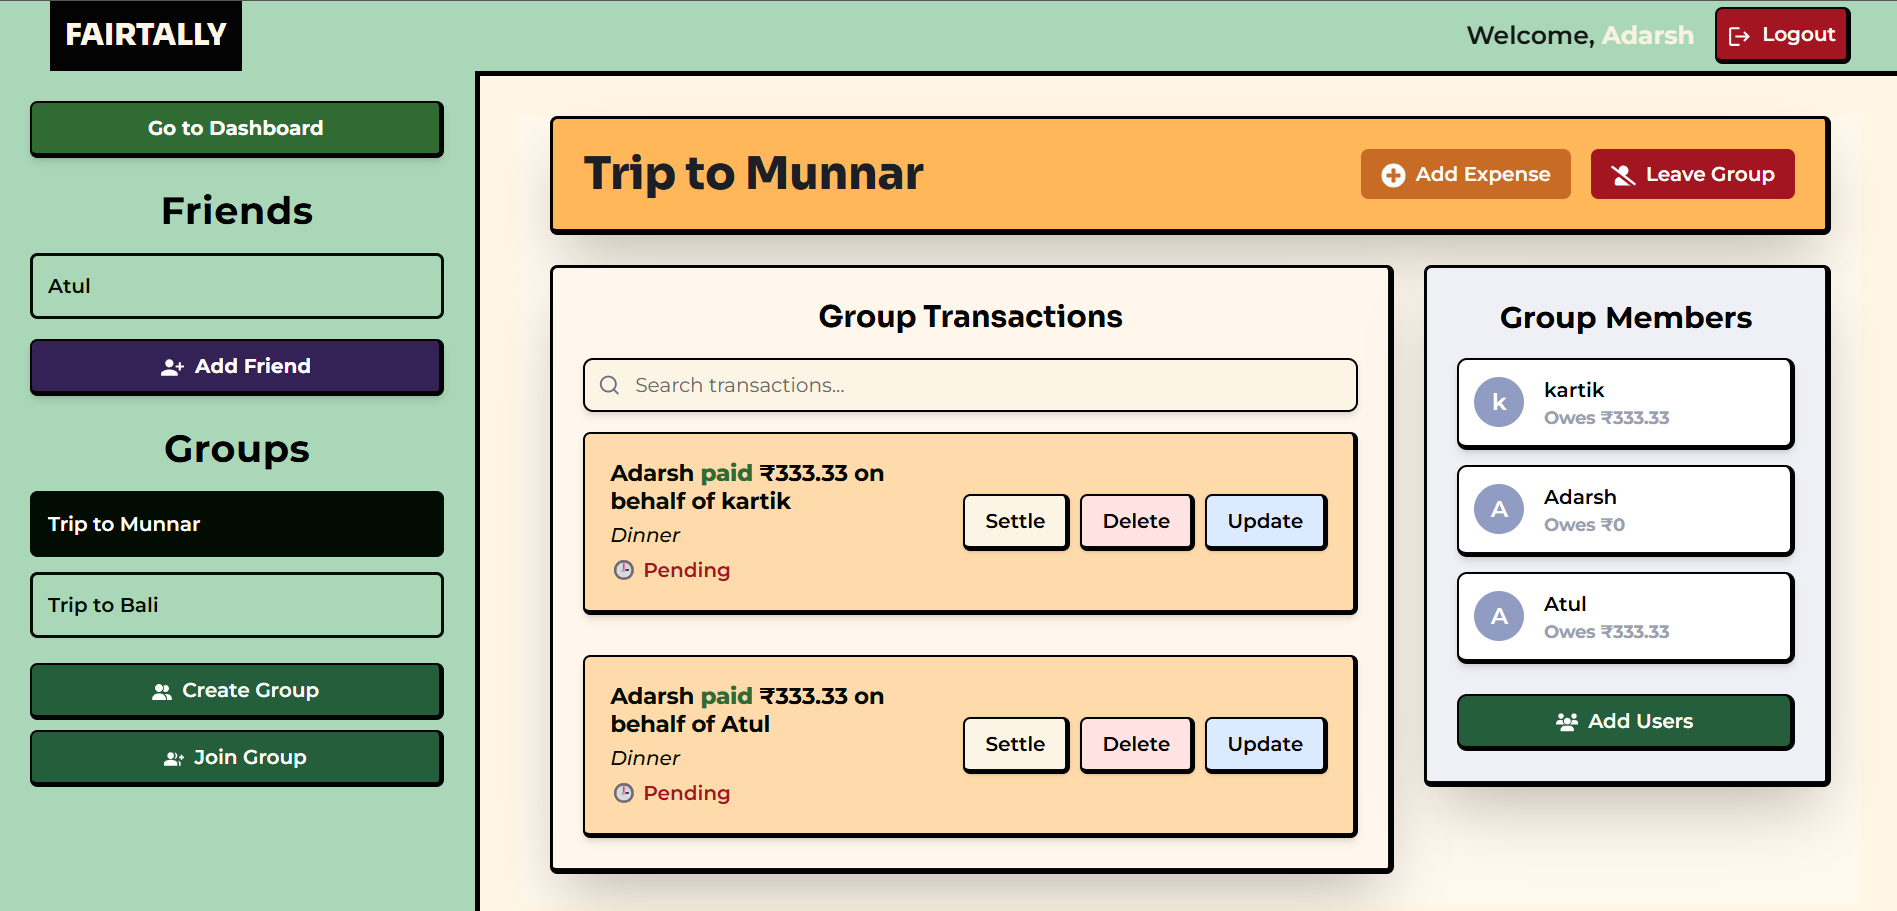 FAIRTALLY
Welcome, Adarsh
Logout
Go to Dashboard
Friends
Atul
Add Friend
Groups
Trip to Munnar
Trip to Bali
Create Group
Join Group
Trip to Munnar
Add Expense
Leave Group
Group Transactions
Search transactions...
Adarsh paid ₹333.33 on
behalf of kartik
Dinner
Pending
Settle
Delete
Update
Adarsh paid ₹333.33 on
behalf of Atul
Dinner
Pending
Settle
Delete
Update
Group Members
k
kartik
Owes ₹333.33
A
Adarsh
Owes ₹0
A
Atul
Owes ₹333.33
Add Users